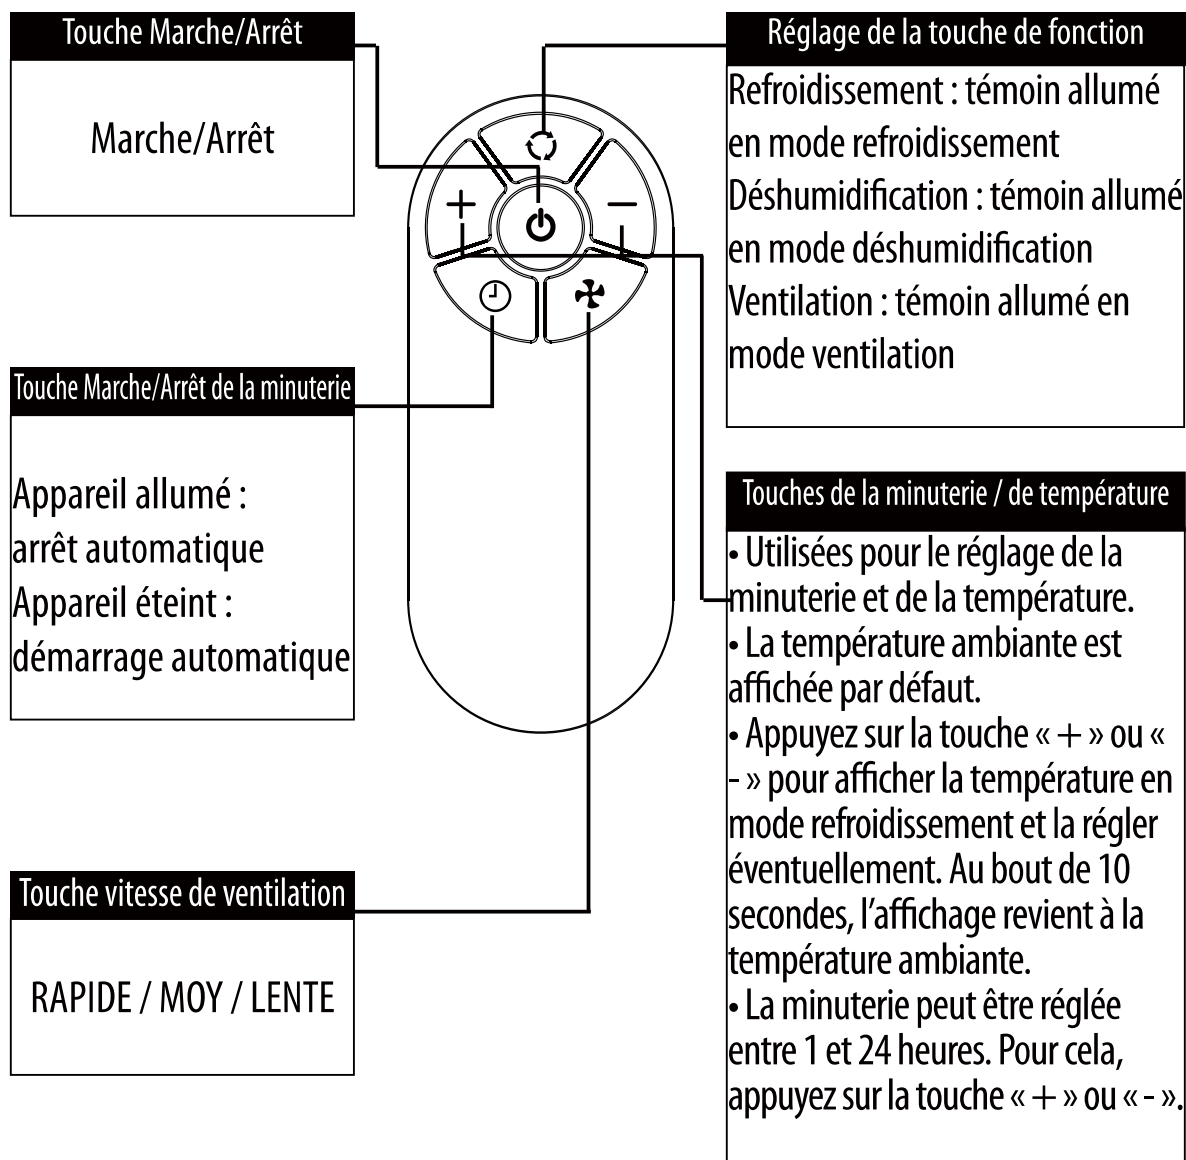 Touche Marche/Arrêt
Marche/Arrêt
Réglage de la touche de fonction
Refroidissement : témoin allumé
en mode refroidissement
Déshumidification : témoin allumé
en mode déshumidification
Ventilation : témoin allumé en
mode ventilation
Touche Marche/Arrêt de la minuterie
Appareil allumé :
arrêt automatique
Appareil éteint :
démarrage automatique
Touches de la minuterie / de température
• Utilisées pour le réglage de la
minuterie et de la température.
• La température ambiante est
affichée par défaut.
• Appuyez sur la touche « + » ou «
- » pour afficher la température en
mode refroidissement et la régler
éventuellement. Au bout de 10
secondes, l'affichage revient à la
température ambiante.
• La minuterie peut être réglée
entre 1 et 24 heures. Pour cela,
appuyez sur la touche « + » ou « - ».
Touche vitesse de ventilation
RAPIDE / MOY / LENTE